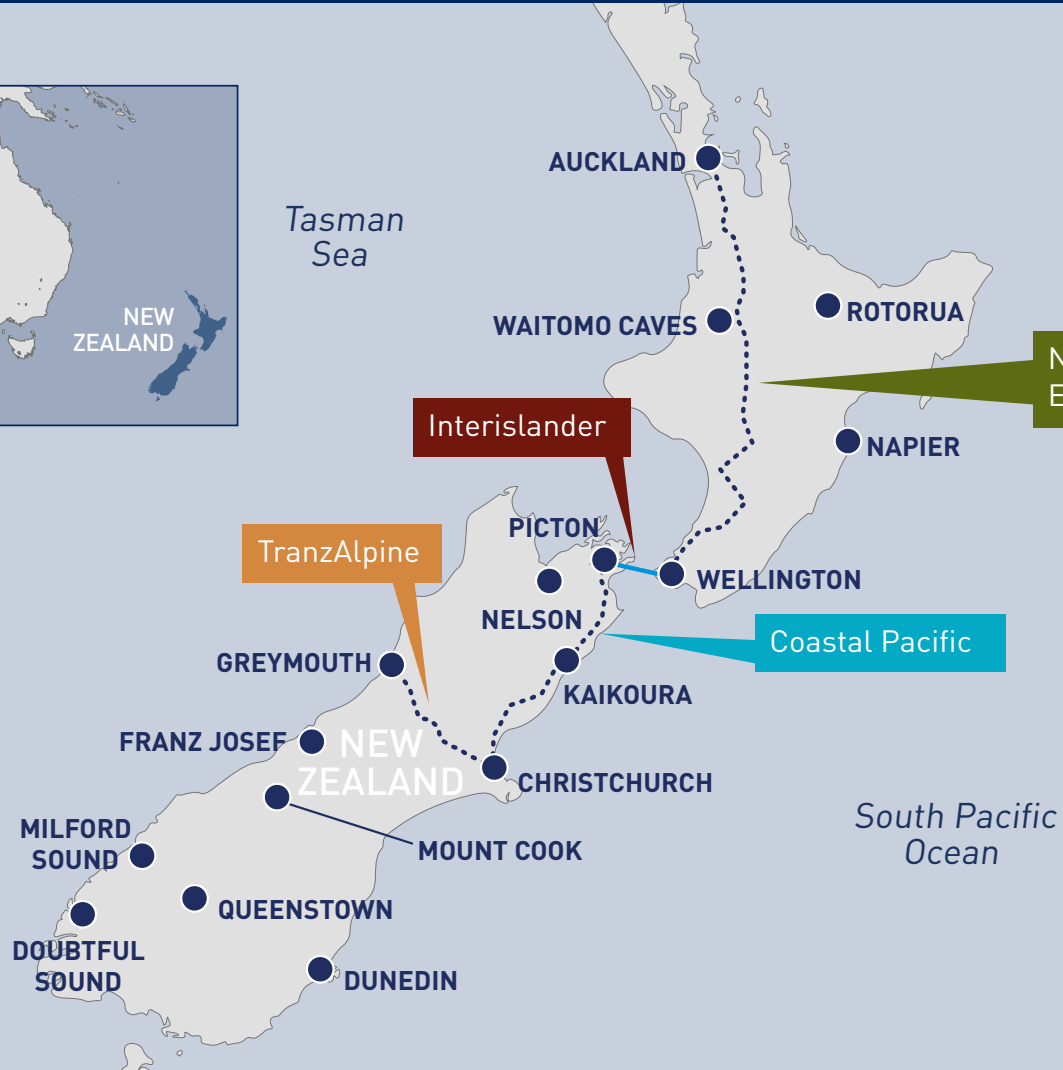 AUCKLAND
Tasman
Sea
NEW
ZEALAND
WAITOMO CAVES
ROTORUA
Interislander
NAPIER
PICTON
TranzAlpine
WELLINGTON
NELSON
Coastal Pacific
GREYMOUTH
KAIKOURA
FRANZ JOSEF
NEW
ZEALAND
CHRISTCHURCH
South Pacific
Ocean
MILFORD
SOUND
MOUNT COOK
QUEENSTOWN
DOUBTFUL
SOUND
DUNEDIN